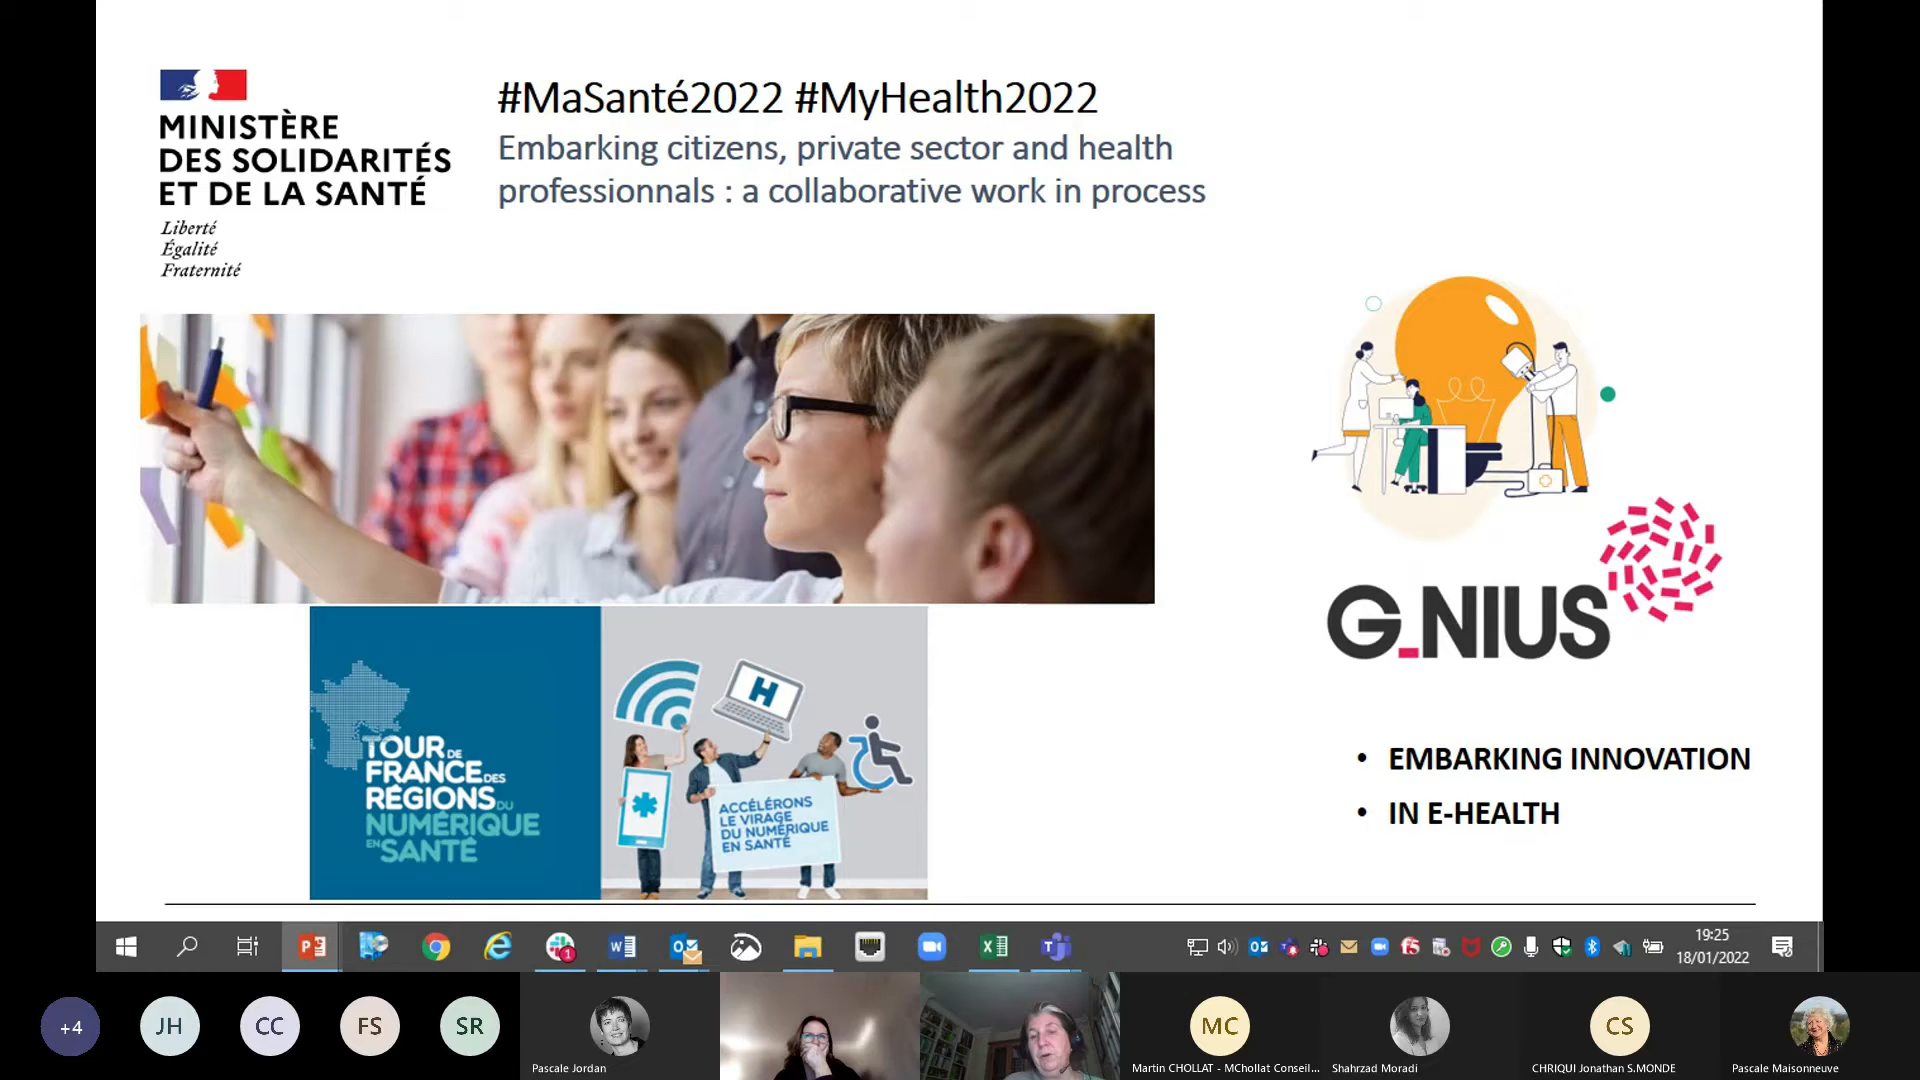 MINISTÈRE
DES SOLIDARITÉS
ET DE LA SANTÉ
Liberté
Égalité
Fraternité
#MaSanté2022 #MyHealth2022
Embarking citizens, private sector and health
professionnals : a collaborative work in process
G_NIUS
TOUR DE
FRANCE DES
RÉGIONS DU
NUMÉRIQUE
EN SANTÉ
H
ACCÉLÉRONS
LE VIRAGE
DU NUMÉRIQUE
EN SANTÉ
• EMBARKING INNOVATION
• IN E-HEALTH
19:25
18/01/2022
+4
JH
CC
FS
SR
Pascale Jordan
MC
Martin CHOLLAT - MChollat Conseil...
Shahrzad Moradi
CS
CHRIQUI Jonathan S.MONDE
Pascale Maisonneuve